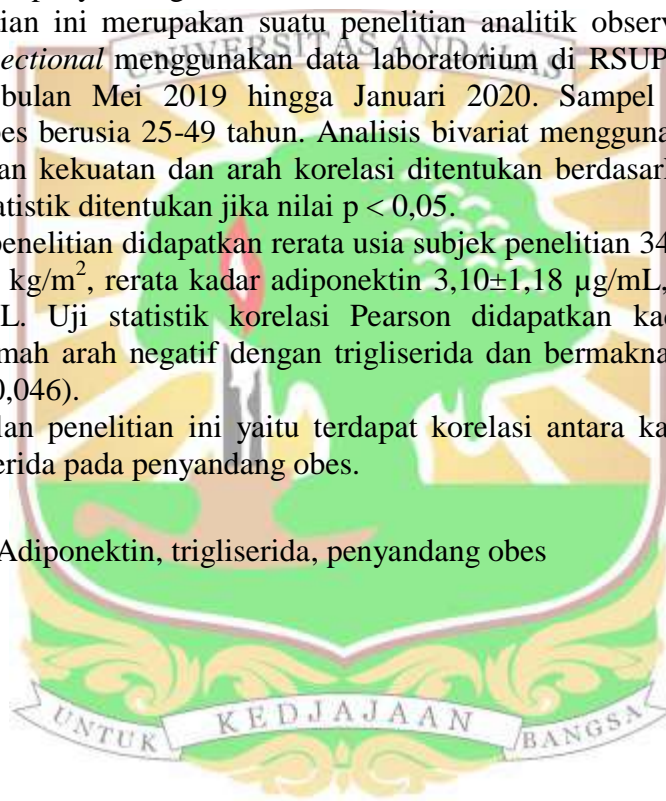 ian ini merupakan suatu penelitian analitik observ
ectional menggunakan data laboratorium di RSUP
UNIVERSITAS ANDALAS
bulan Mei 2019 hingga Januari 2020. Sampel
es berusia 25-49 tahun. Analisis bivariat mengguna
an kekuatan dan arah korelasi ditentukan berdasarl
atistik ditentukan jika nilai p < 0,05.
penelitian didapatkan rerata usia subjek penelitian 34
kg/m², rerata kadar adiponektin 3,10±1,18 µg/mL,
L. Uji statistik korelasi Pearson didapatkan kad
mah arah negatif dengan trigliserida dan bermakna
0,046).
lan penelitian ini yaitu terdapat korelasi antara ka
erida pada penyandang obes.
Adiponektin, trigliserida, penyandang obes
UNTUK KEDJAJAAN BANGSA